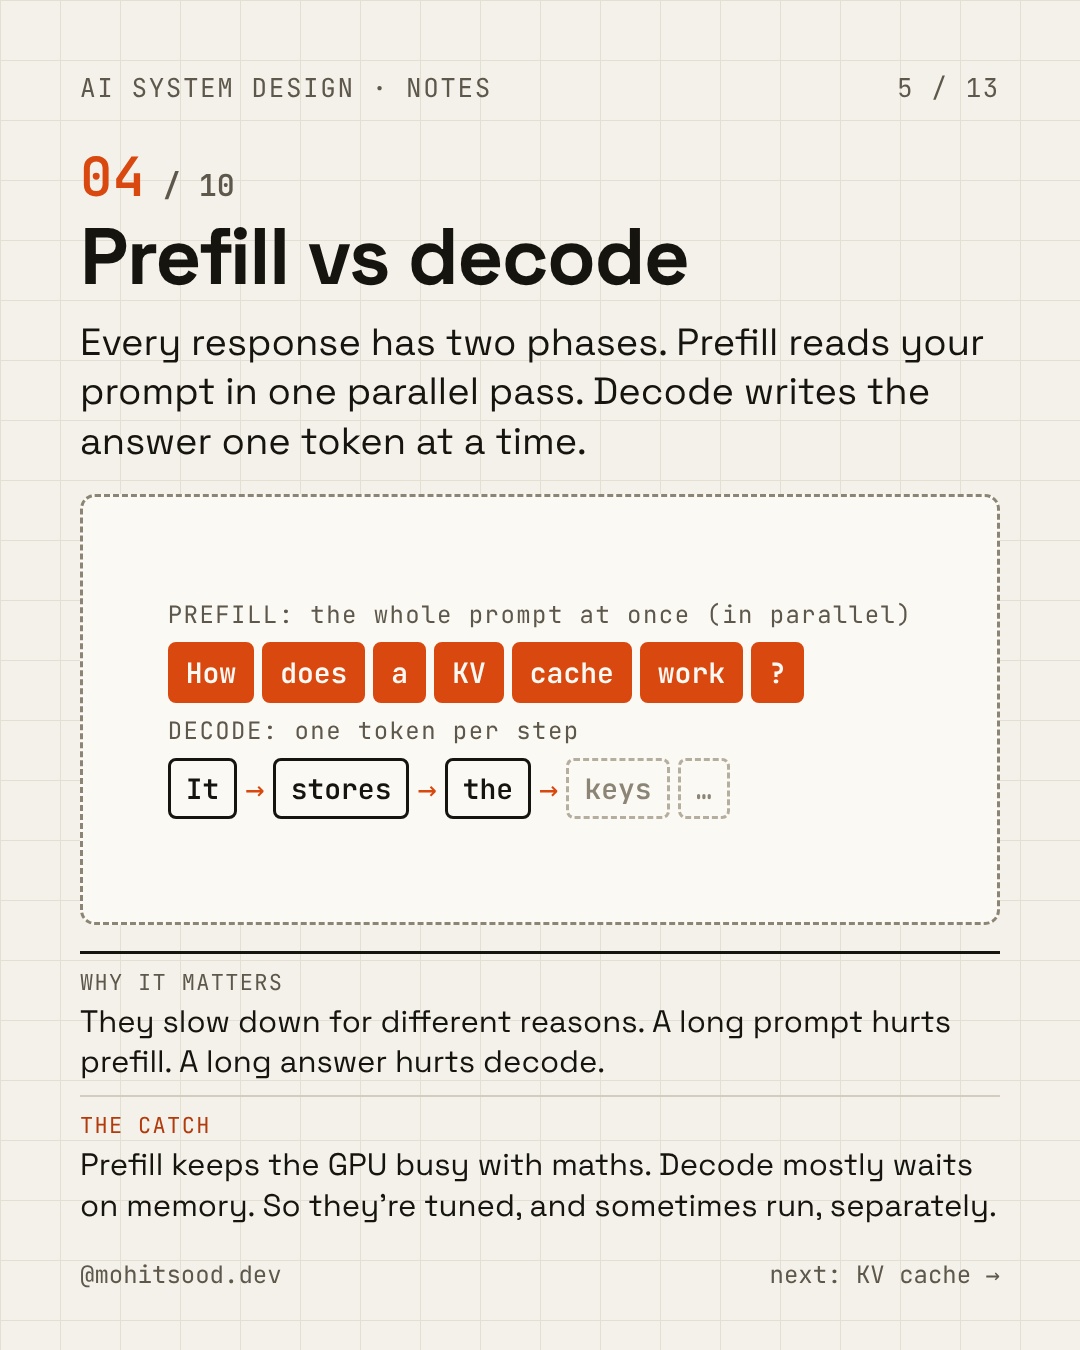 AI SYSTEM DESIGN · NOTES
5 / 13
04 / 10
Prefill vs decode
Every response has two phases. Prefill reads your
prompt in one parallel pass. Decode writes the
answer one token at a time.
PREFILL: the whole prompt at once (in parallel)
How does a KV cache work ?
DECODE: one token per step
It → stores → the → keys …
WHY IT MATTERS
They slow down for different reasons. A long prompt hurts
prefill. A long answer hurts decode.
THE CATCH
Prefill keeps the GPU busy with maths. Decode mostly waits
on memory. So they’re tuned, and sometimes run, separately.
@mohitsood.dev
next: KV cache →